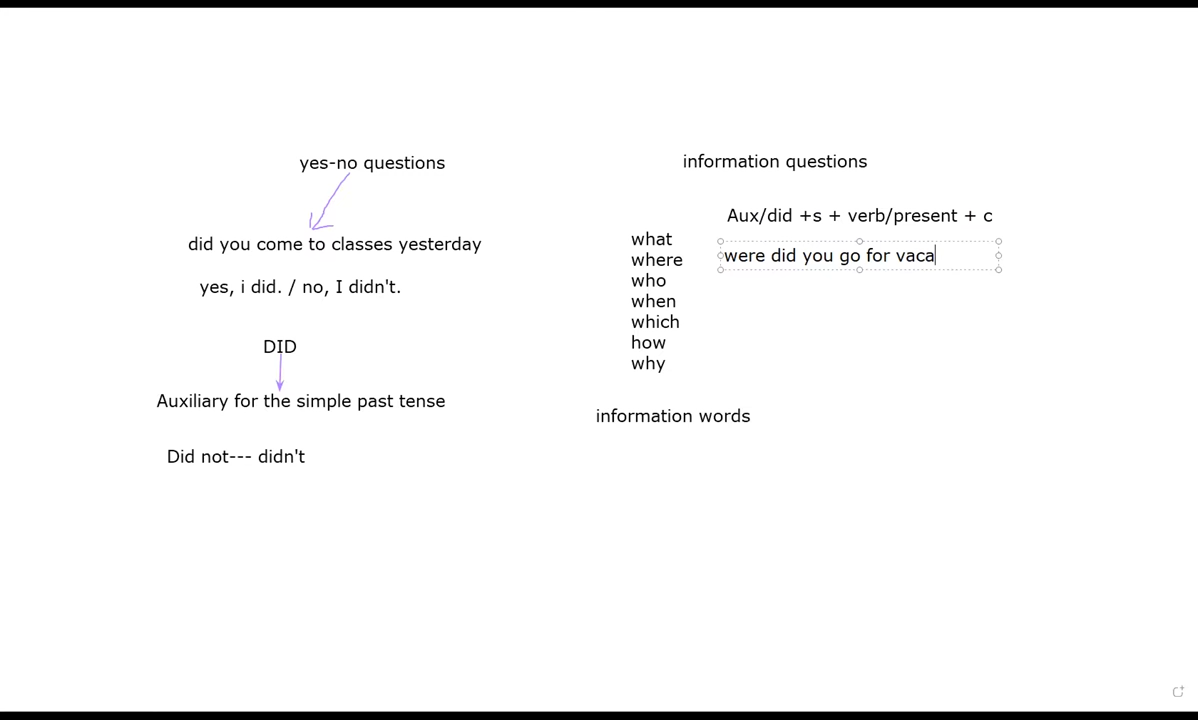 yes-no questions
did you come to classes yesterday
yes, i did. / no, I didn't.
DID
Auxiliary for the simple past tense
Did not--- didn't
information questions
Aux/did +s + verb/present + c
what
where
who
when
which
how
why
were did you go for vaca
information words